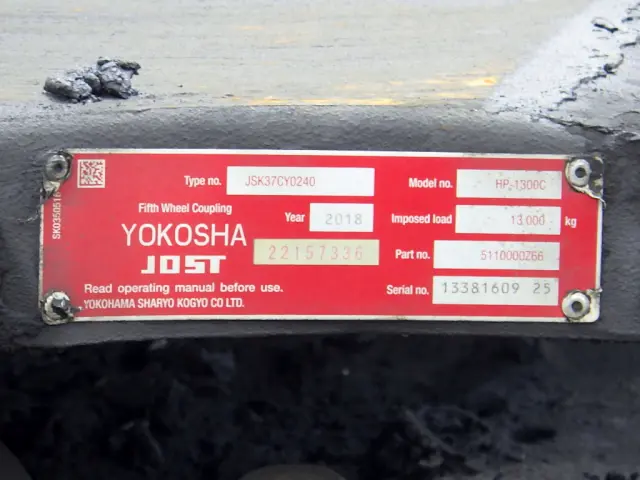 Type no. JSK37CY0240
Model no. HP-1300C
Fifth Wheel Coupling
Year 2018
Imposed load 13.000 kg
YOKOSHA
22157336
JOST
Part no. 5110000Z66
Read operating manual before use.
Serial no. 13381609 25
YOKOHAMA SHARYO KOGYO CO LTD.